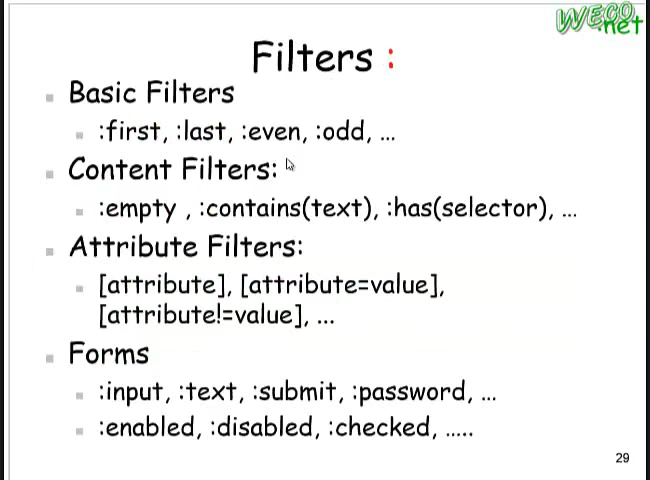 WECO.net
Filters :
Basic Filters
:first, :last, :even, :odd, ...
Content Filters:
:empty , :contains(text), :has(selector), ...
Attribute Filters:
[attribute], [attribute=value],
[attribute!=value], ...
Forms
:input, :text, :submit, :password, ...
:enabled, :disabled, :checked, .....
29